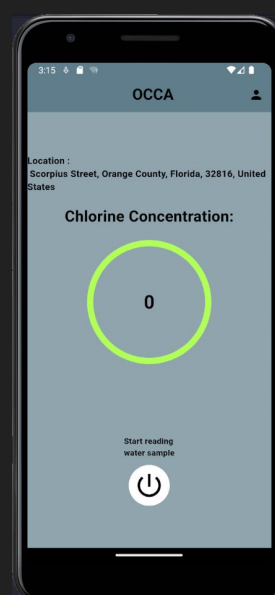 3:15
OCCA
Location :
Scorpius Street, Orange County, Florida, 32816, United
States
Chlorine Concentration:
0
Start reading
water sample